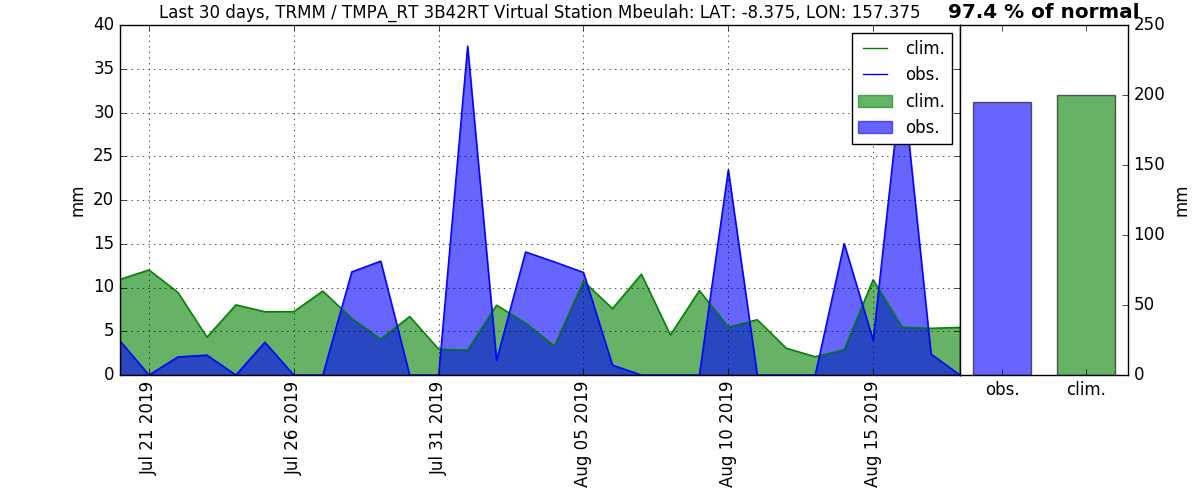 Last 30 days, TRMM / TMPA_RT 3B42RT Virtual Station Mbeulah: LAT: -8.375, LON: 157.375
97.4 % of normal
40
35
30
25
20
15
10
5
0
mm
clim.
obs.
clim.
obs.
Jul 21 2019
Jul 26 2019
Jul 31 2019
Aug 05 2019
Aug 10 2019
Aug 15 2019
250
200
150
100
50
0
mm
obs.
clim.